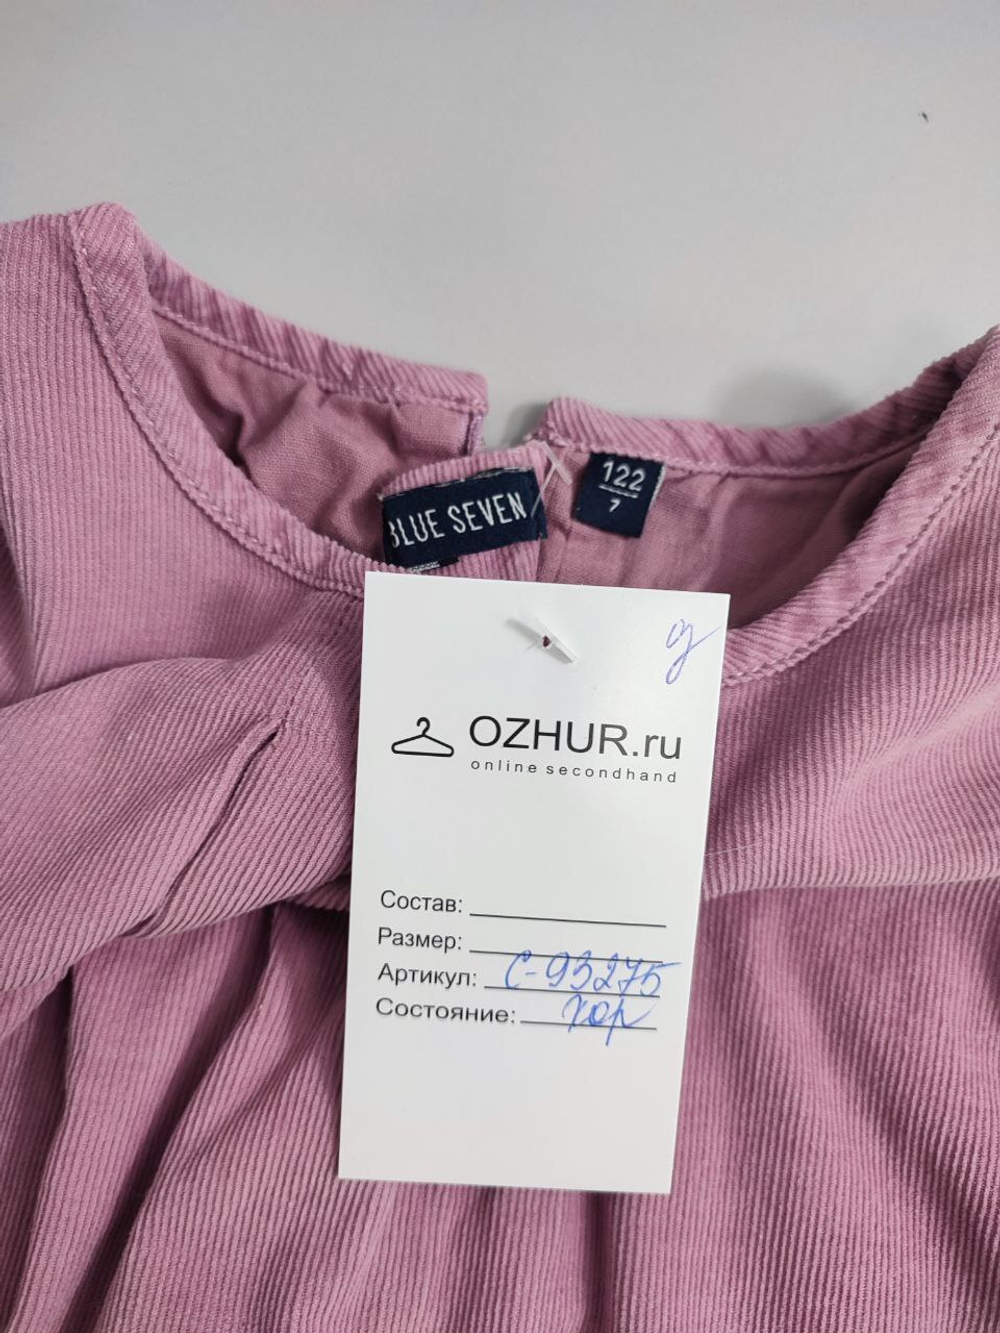 BLUE SEVEN
122
7
OZHUR.ru
online secondhand
Состав:
Размер:
Артикул: С-93275
Состояние: хор